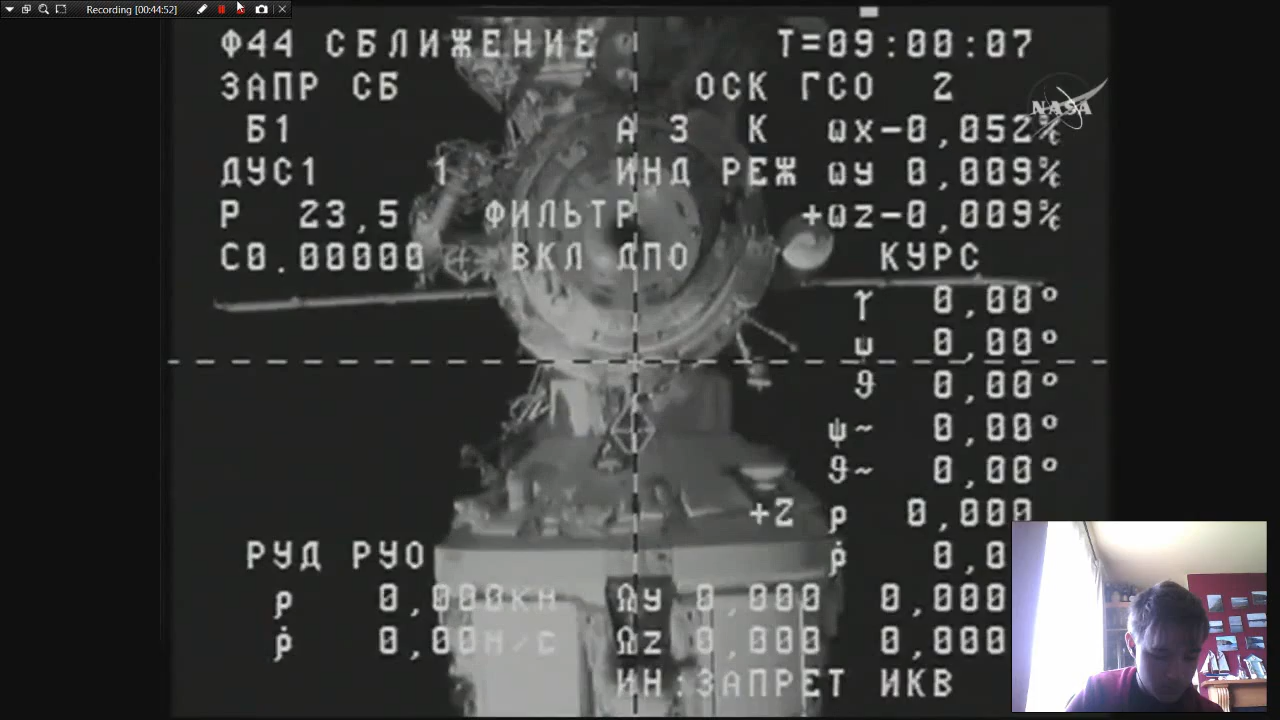 Recording [00:44:52]
Ф44 СБЛИЖЕНИЕ T=09:00:07
ЗАПР СБ ОСК ГСО 2
NASA
Б1 А З К ωx-0,052%
ДУС1 1 ИНД РЕЖ ωy 0,009%
Р 23,5 ФИЛЬТР +ωz-0,009%
С0.00000 ВКЛ ДПО КУРС
γ 0,00°
ψ 0,00°
ϑ 0,00°
ψ~ 0,00°
ϑ~ 0,00°
+Z ρ 0,000
РУД РУО ρ̇ 0,0
ρ 0,000км Ωy 0,000 0,000
ρ̇ 0,00м/с Ωz 0,000 0,000
ИН:ЗАПРЕТ ИКВ